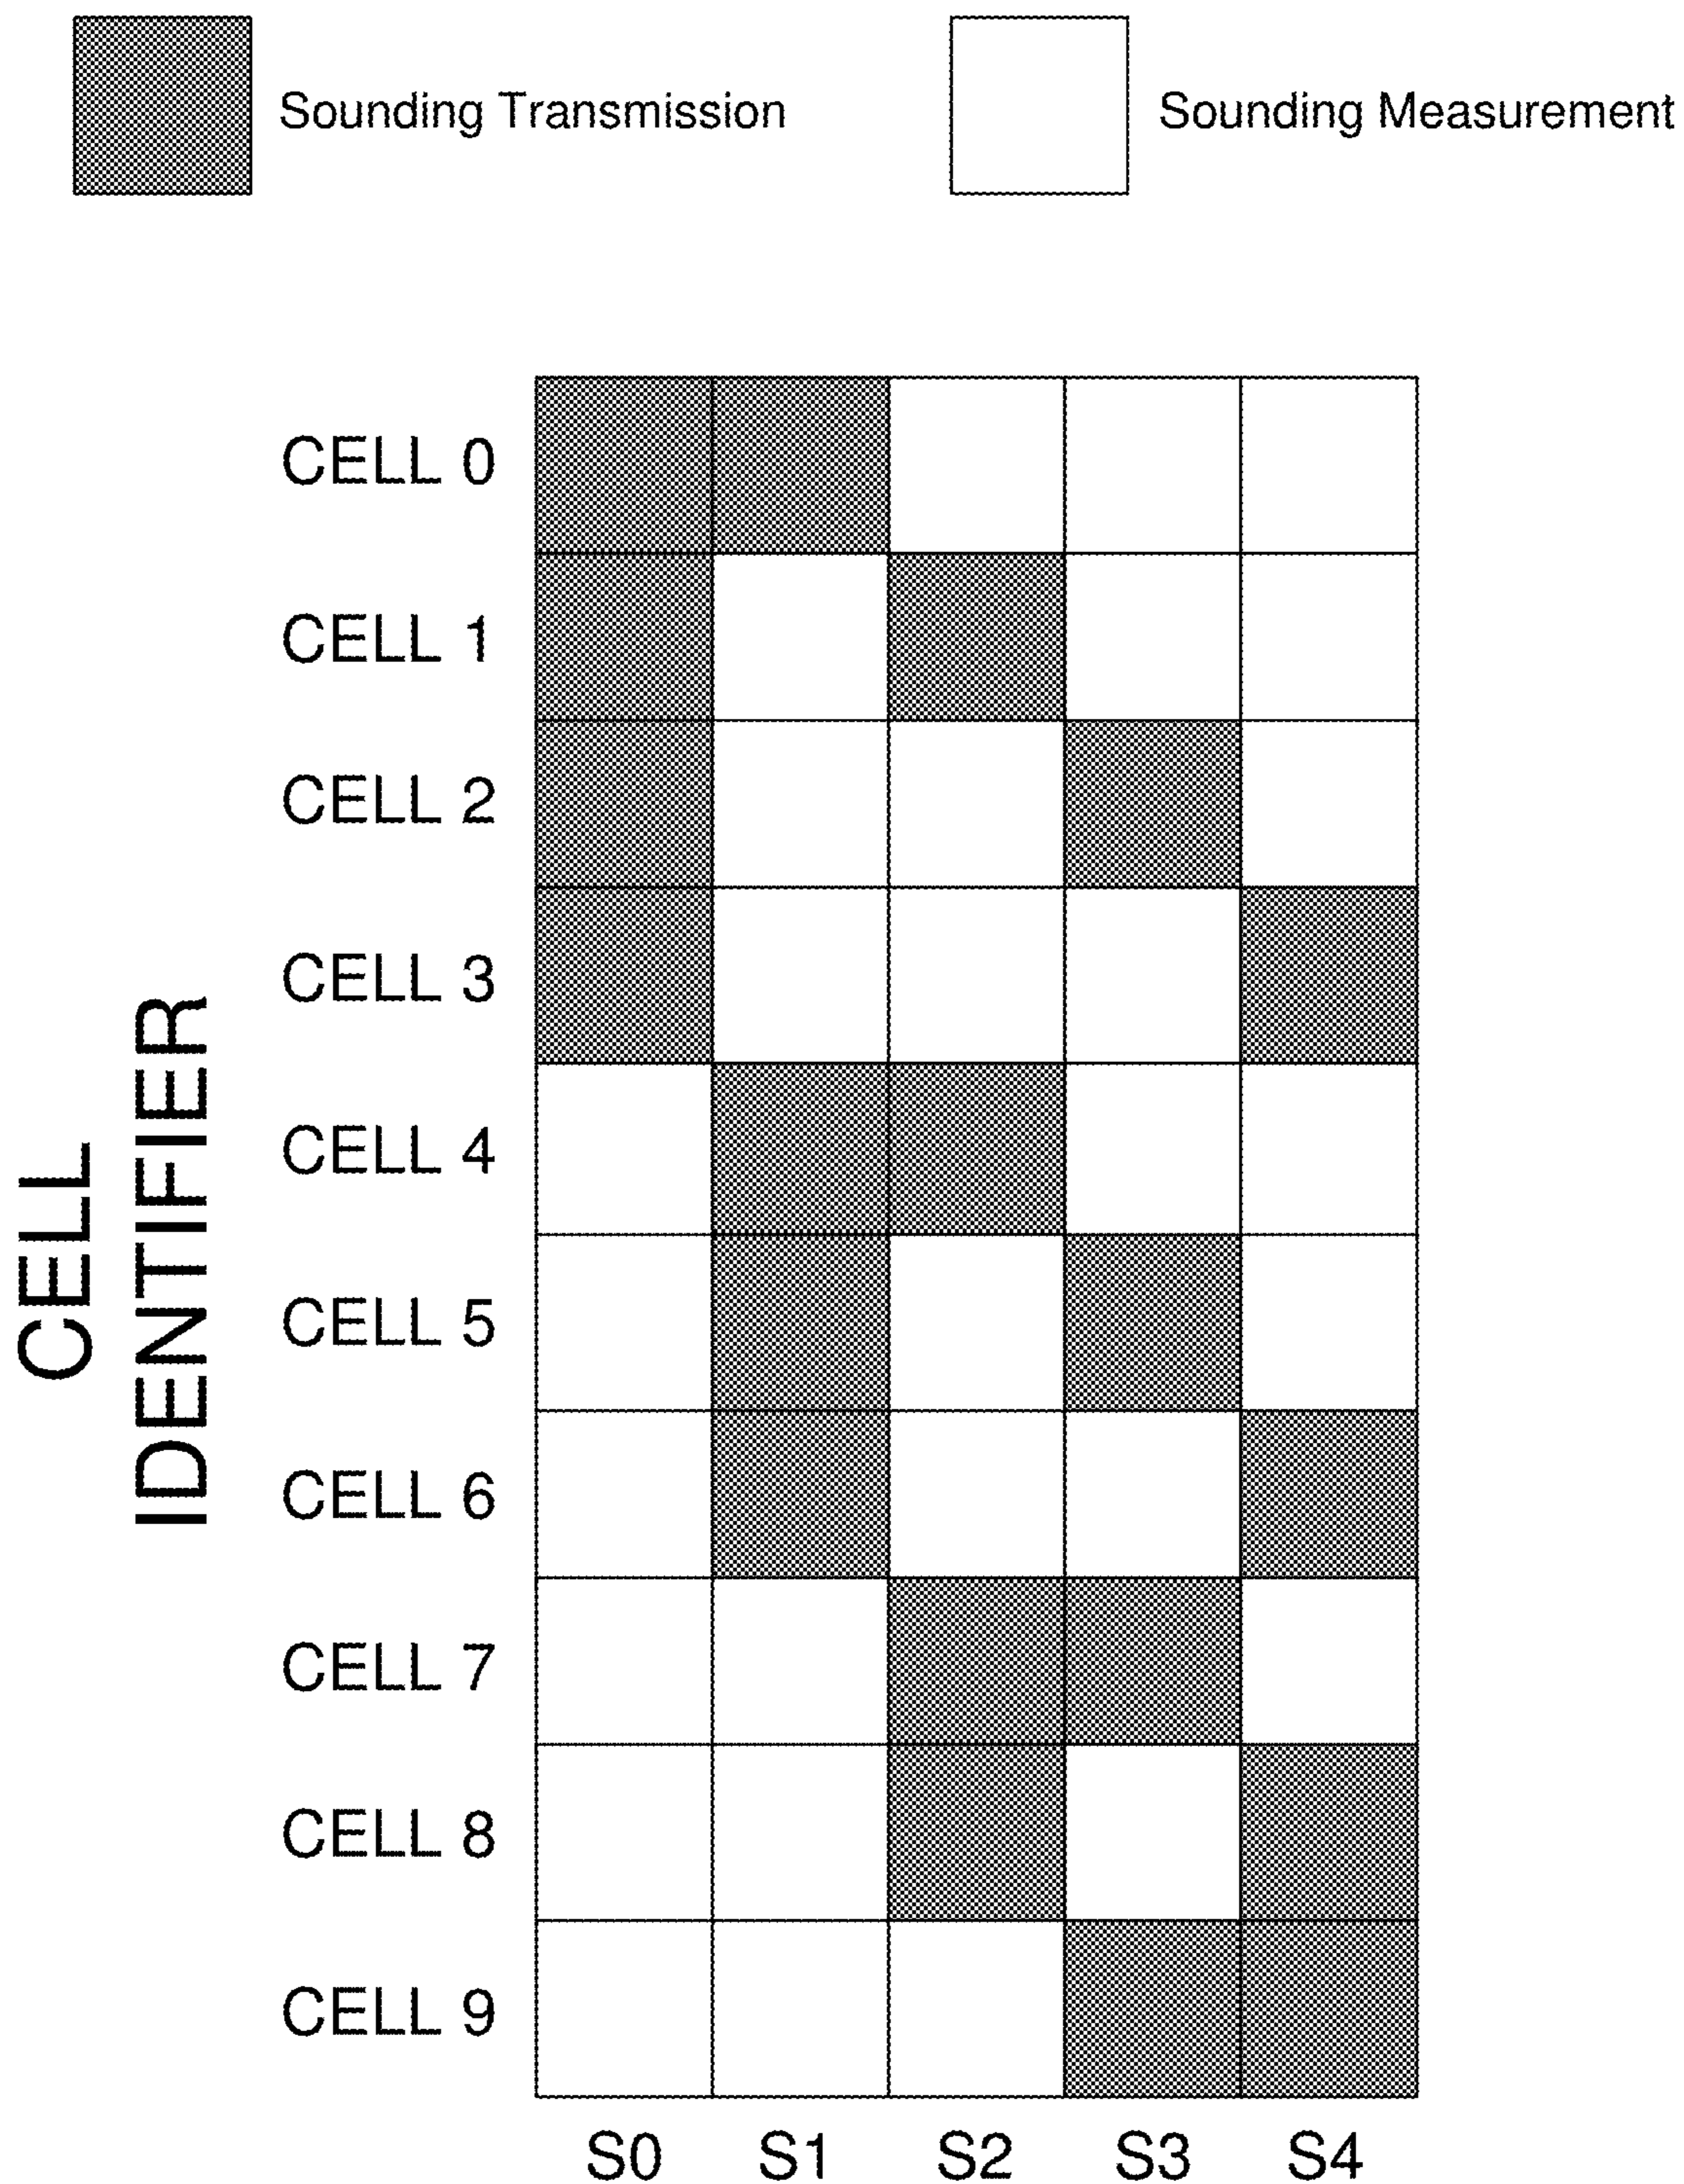 Sounding Transmission
Sounding Measurement
CELL
IDENTIFIER
CELL 0
CELL 1
CELL 2
CELL 3
CELL 4
CELL 5
CELL 6
CELL 7
CELL 8
CELL 9
S0 S1 S2 S3 S4